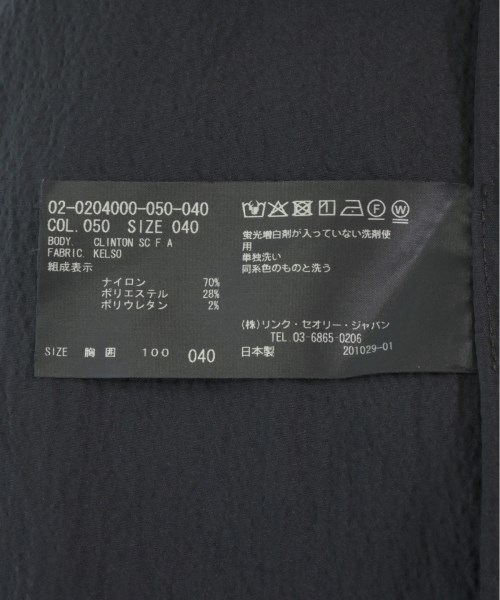 02-0204000-050-040
COL. 050 SIZE 040
BODY. CLINTON SC F A
FABRIC. KELSO
組成表示
ナイロン 70%
ポリエステル 28%
ポリウレタン 2%
SIZE 胸囲 100 040
蛍光増白剤が入っていない洗剤使
用
単独洗い
同系色のものと洗う
(株)リンク・セオリー・ジャパン
TEL.03-6865-0206
日本製 201029-01